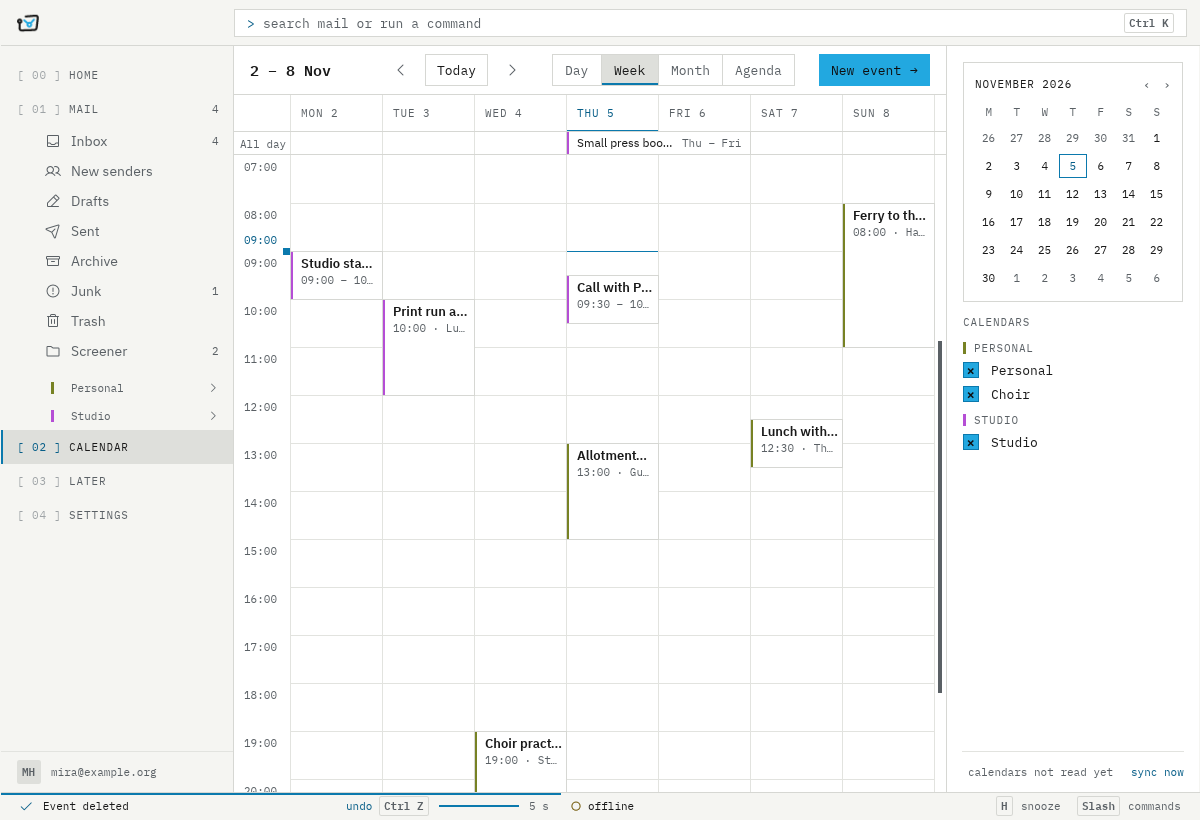 > search mail or run a command Ctrl K
[ 00 ] HOME
[ 01 ] MAIL 4
Inbox 4
New senders
Drafts
Sent
Archive
Junk 1
Trash
Screener 2
Personal
Studio
[ 02 ] CALENDAR
[ 03 ] LATER
[ 04 ] SETTINGS
MH mira@example.org
2 – 8 Nov Today Day Week Month Agenda New event →
MON 2 TUE 3 WED 4 THU 5 FRI 6 SAT 7 SUN 8
All day Small press boo… Thu – Fri
07:00
08:00
Ferry to th…
08:00 · Ha…
09:00
09:00
Studio sta…
09:00 – 10…
Call with P…
09:30 – 10…
10:00
Print run a…
10:00 · Lu…
11:00
12:00
Lunch with…
12:30 · Th…
13:00
Allotment…
13:00 · Gu…
14:00
15:00
16:00
17:00
18:00
19:00
Choir pract…
19:00 · St…
20:00
NOVEMBER 2026 ‹ ›
M T W T F S S
26 27 28 29 30 31 1
2 3 4 5 6 7 8
9 10 11 12 13 14 15
16 17 18 19 20 21 22
23 24 25 26 27 28 29
30 1 2 3 4 5 6
CALENDARS
PERSONAL
Personal
Choir
STUDIO
Studio
calendars not read yet sync now
Event deleted undo Ctrl Z 5 s offline H snooze Slash commands